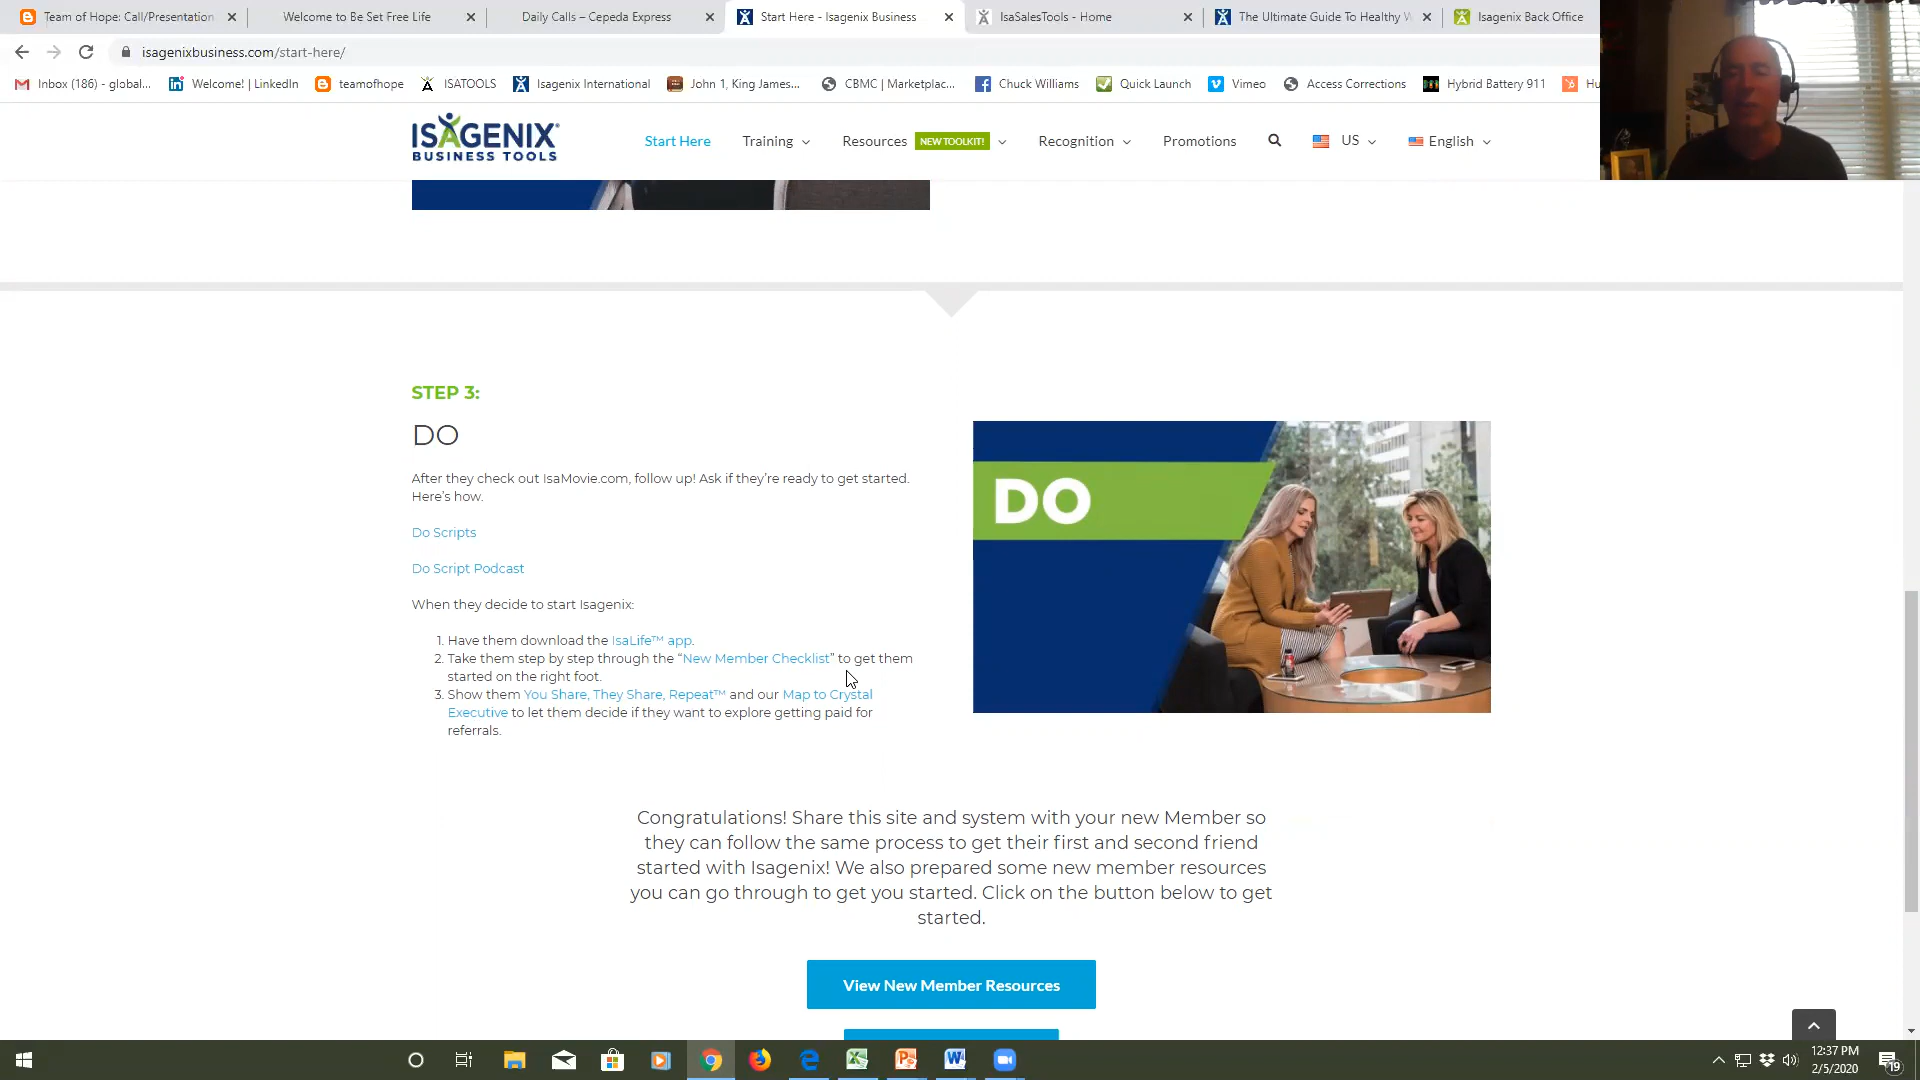 Team of Hope: Call/Presentation
Welcome to Be Set Free Life
Daily Calls – Cepeda Express
Start Here - Isagenix Business
IsaSalesTools - Home
The Ultimate Guide To Healthy
Isagenix Back Office
isagenixbusiness.com/start-here/
Inbox (186) - global...
Welcome! | LinkedIn
teamofhope
ISATOOLS
Isagenix International
John 1, King James...
CBMC | Marketplac...
Chuck Williams
Quick Launch
Vimeo
Access Corrections
Hybrid Battery 911
ISAGENIX®
BUSINESS TOOLS
Start Here
Training
Resources
NEW TOOLKIT!
Recognition
Promotions
US
English
STEP 3:
DO
After they check out IsaMovie.com, follow up! Ask if they're ready to get started.
Here's how.
Do Scripts
Do Script Podcast
When they decide to start Isagenix:
1. Have them download the IsaLife™ app.
2. Take them step by step through the “New Member Checklist” to get them
started on the right foot.
3. Show them You Share, They Share, Repeat™ and our Map to Crystal
Executive to let them decide if they want to explore getting paid for
referrals.
DO
Congratulations! Share this site and system with your new Member so
they can follow the same process to get their first and second friend
started with Isagenix! We also prepared some new member resources
you can go through to get you started. Click on the button below to get
started.
View New Member Resources
12:37 PM
2/5/2020
19